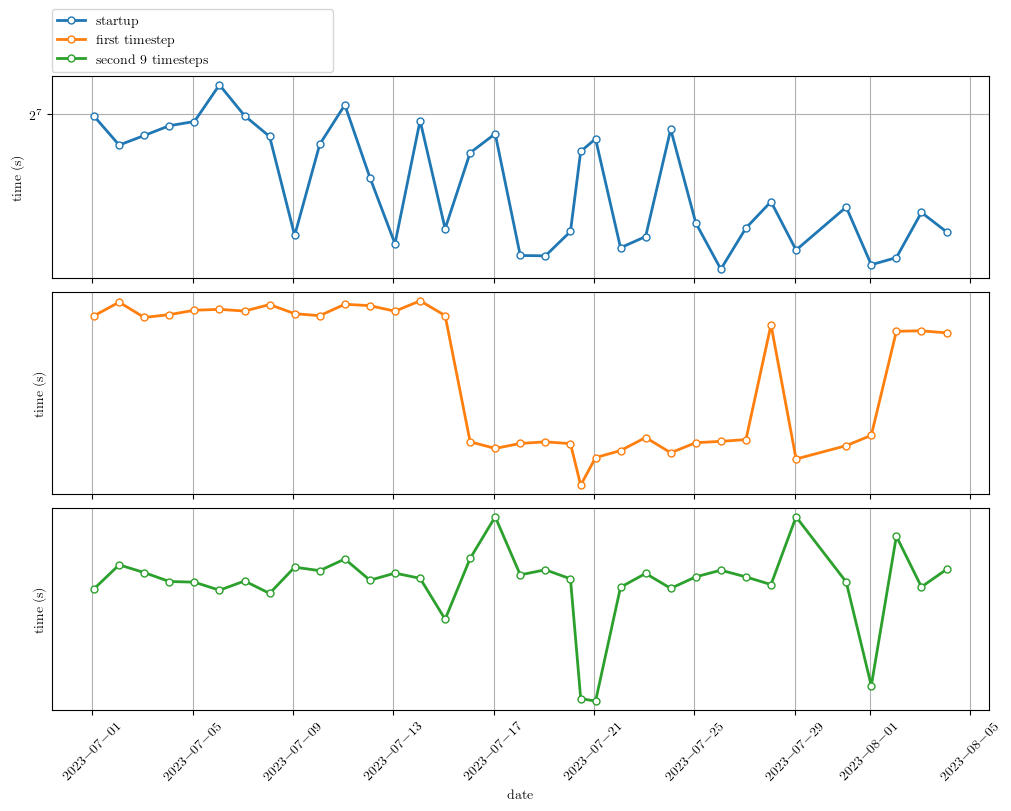 startup
first timestep
second 9 timesteps
2⁷
time (s)
time (s)
time (s)
2023−07−01
2023−07−05
2023−07−09
2023−07−13
2023−07−17
2023−07−21
2023−07−25
2023−07−29
2023−08−01
2023−08−05
date